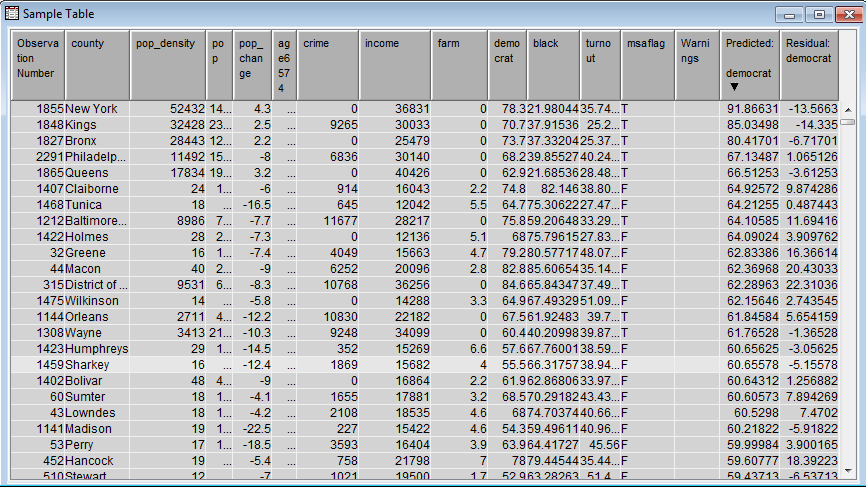 Sample Table
Observa tion Number county pop_density po p pop_ chan ge ag e6 57 4 crime income farm demo crat black turno ut msaflag Warni ngs Predicted: democrat ▼ Residual: democrat
1855 New York 52432 14... 4.3 ... 0 36831 0 78.3 21.98044 35.74... T 91.86631 -13.5663
1848 Kings 32428 23... 2.5 ... 9265 30033 0 70.7 37.91536 25.2... T 85.03498 -14.335
1827 Bronx 28443 12... 2.2 ... 0 25479 0 73.7 37.33204 25.37... T 80.41701 -6.71701
2291 Philadelp... 11492 15... -8 ... 6836 30140 0 68.2 39.85527 40.24... T 67.13487 1.065126
1865 Queens 17834 19... 3.2 ... 0 40426 0 62.9 21.68536 28.48... T 66.51253 -3.61253
1407 Claiborne 24 1... -6 ... 914 16043 2.2 74.8 82.146 38.80... F 64.92572 9.874286
1468 Tunica 18 ... -16.5 ... 645 12042 5.5 64.7 75.30622 27.47... F 64.21255 0.487443
1212 Baltimore... 8986 7... -7.7 ... 11677 28217 0 75.8 59.20648 33.29... T 64.10585 11.69416
1422 Holmes 28 2... -7.3 ... 0 12136 5.1 68 75.79615 27.83... F 64.09024 3.909762
32 Greene 16 1... -7.4 ... 4049 15663 4.7 79.2 80.57717 48.07... F 62.83386 16.36614
44 Macon 40 2... -9 ... 6252 20096 2.8 82.8 85.60654 35.14... F 62.36968 20.43033
315 District of ... 9531 6... -8.3 ... 10768 36256 0 84.6 65.84347 37.49... T 62.28963 22.31036
1475 Wilkinson 14 ... -5.8 ... 0 14288 3.3 64.9 67.49329 51.09... F 62.15646 2.743545
1144 Orleans 2711 4... -12.2 ... 10830 22182 0 67.5 61.92483 39.7... T 61.84584 5.654159
1308 Wayne 3413 21... -10.3 ... 9248 34099 0 60.4 40.20998 39.87... T 61.76528 -1.36528
1423 Humphreys 29 1... -14.5 ... 352 15269 6.6 57.6 67.76001 38.59... F 60.65625 -3.05625
1459 Sharkey 16 ... -12.4 ... 1869 15682 4 55.5 66.31757 38.94... F 60.65578 -5.15578
1402 Bolivar 48 4... -9 ... 0 16864 2.2 61.9 62.86806 33.97... F 60.64312 1.256882
60 Sumter 18 1... -4.1 ... 1655 17881 3.2 68.5 70.29182 43.43... F 60.60573 7.894269
43 Lowndes 18 1... -4.2 ... 2108 18535 4.6 68 74.70374 40.66... F 60.5298 7.4702
1141 Madison 19 1... -22.5 ... 227 15422 4.6 54.3 59.49611 40.96... F 60.21822 -5.91822
53 Perry 17 1... -18.5 ... 3593 16404 3.9 63.9 64.41727 45.56 F 59.99984 3.900165
452 Hancock 19 ... -5.4 ... 758 21798 7 78 79.44544 35.44... F 59.60777 18.39223
510 Stewart 12 ... -7 ... 1021 19500 1.7 52.9 63.28263 51.4... F 59.43713 -6.53713